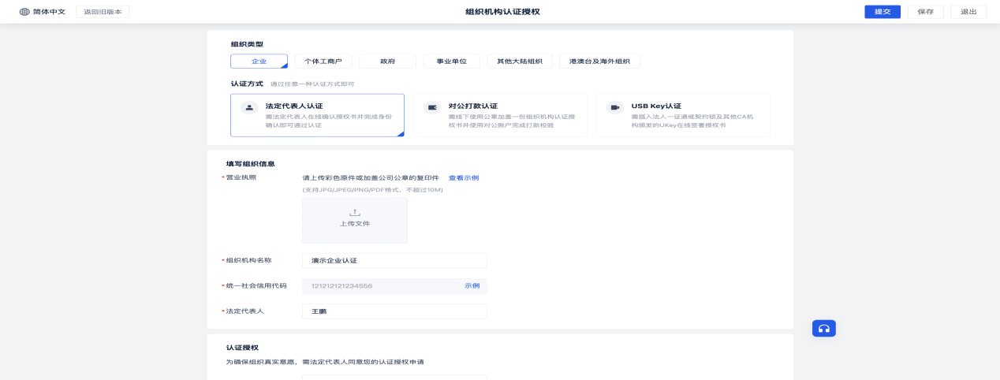 简体中文 返回旧版本 组织机构认证授权 提交 保存 退出
组织类型
企业 个体工商户 政府 事业单位 其他大陆组织 港澳台及海外组织
认证方式 通过任意一种认证方式即可
法定代表人认证
需法定代表人在线确认授权书并完成身份
确认即可通过认证
对公打款认证
需线下使用公章加盖一份组织机构认证授
权书并使用对公账户完成打款校验
USB Key认证
需插入法人一证通或契约锁及其他CA机
构颁发的UKey在线签署授权书
填写组织信息
*营业执照 请上传彩色原件或加盖公司公章的复印件 查看示例
(支持JPG/JPEG/PNG/PDF格式，不超过10M)
上传文件
*组织机构名称 演示企业认证
*统一社会信用代码 121212121234556 示例
*法定代表人 王鹏
认证授权
为确保组织真实意愿，需法定代表人同意您的认证授权申请